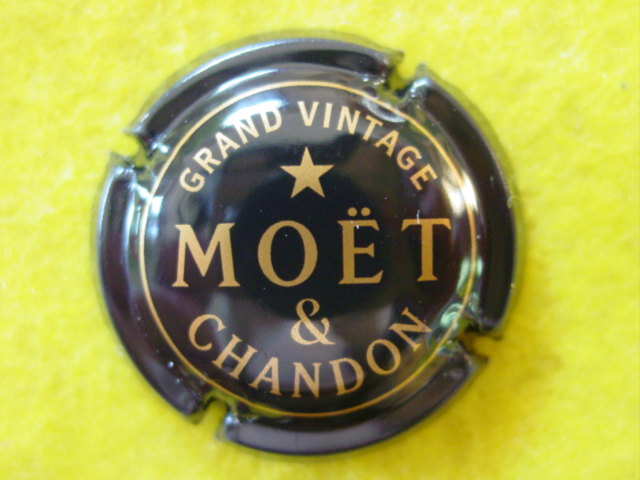 GRAND VINTAGE
MOËT
&
CHANDON